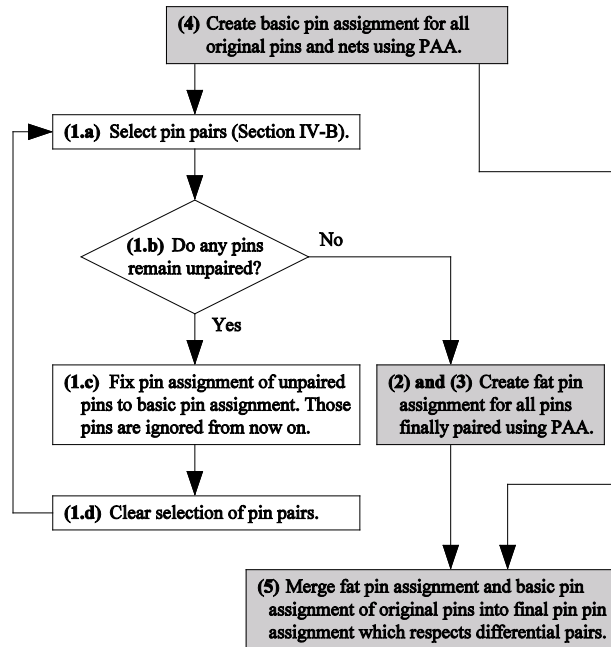 (4) Create basic pin assignment for all
original pins and nets using PAA.
(1.a) Select pin pairs (Section IV-B).
(1.b) Do any pins
remain unpaired?
No
Yes
(1.c) Fix pin assignment of unpaired
pins to basic pin assignment. Those
pins are ignored from now on.
(2) and (3) Create fat pin
assignment for all pins
finally paired using PAA.
(1.d) Clear selection of pin pairs.
(5) Merge fat pin assignment and basic pin
assignment of original pins into final pin pin
assignment which respects differential pairs.